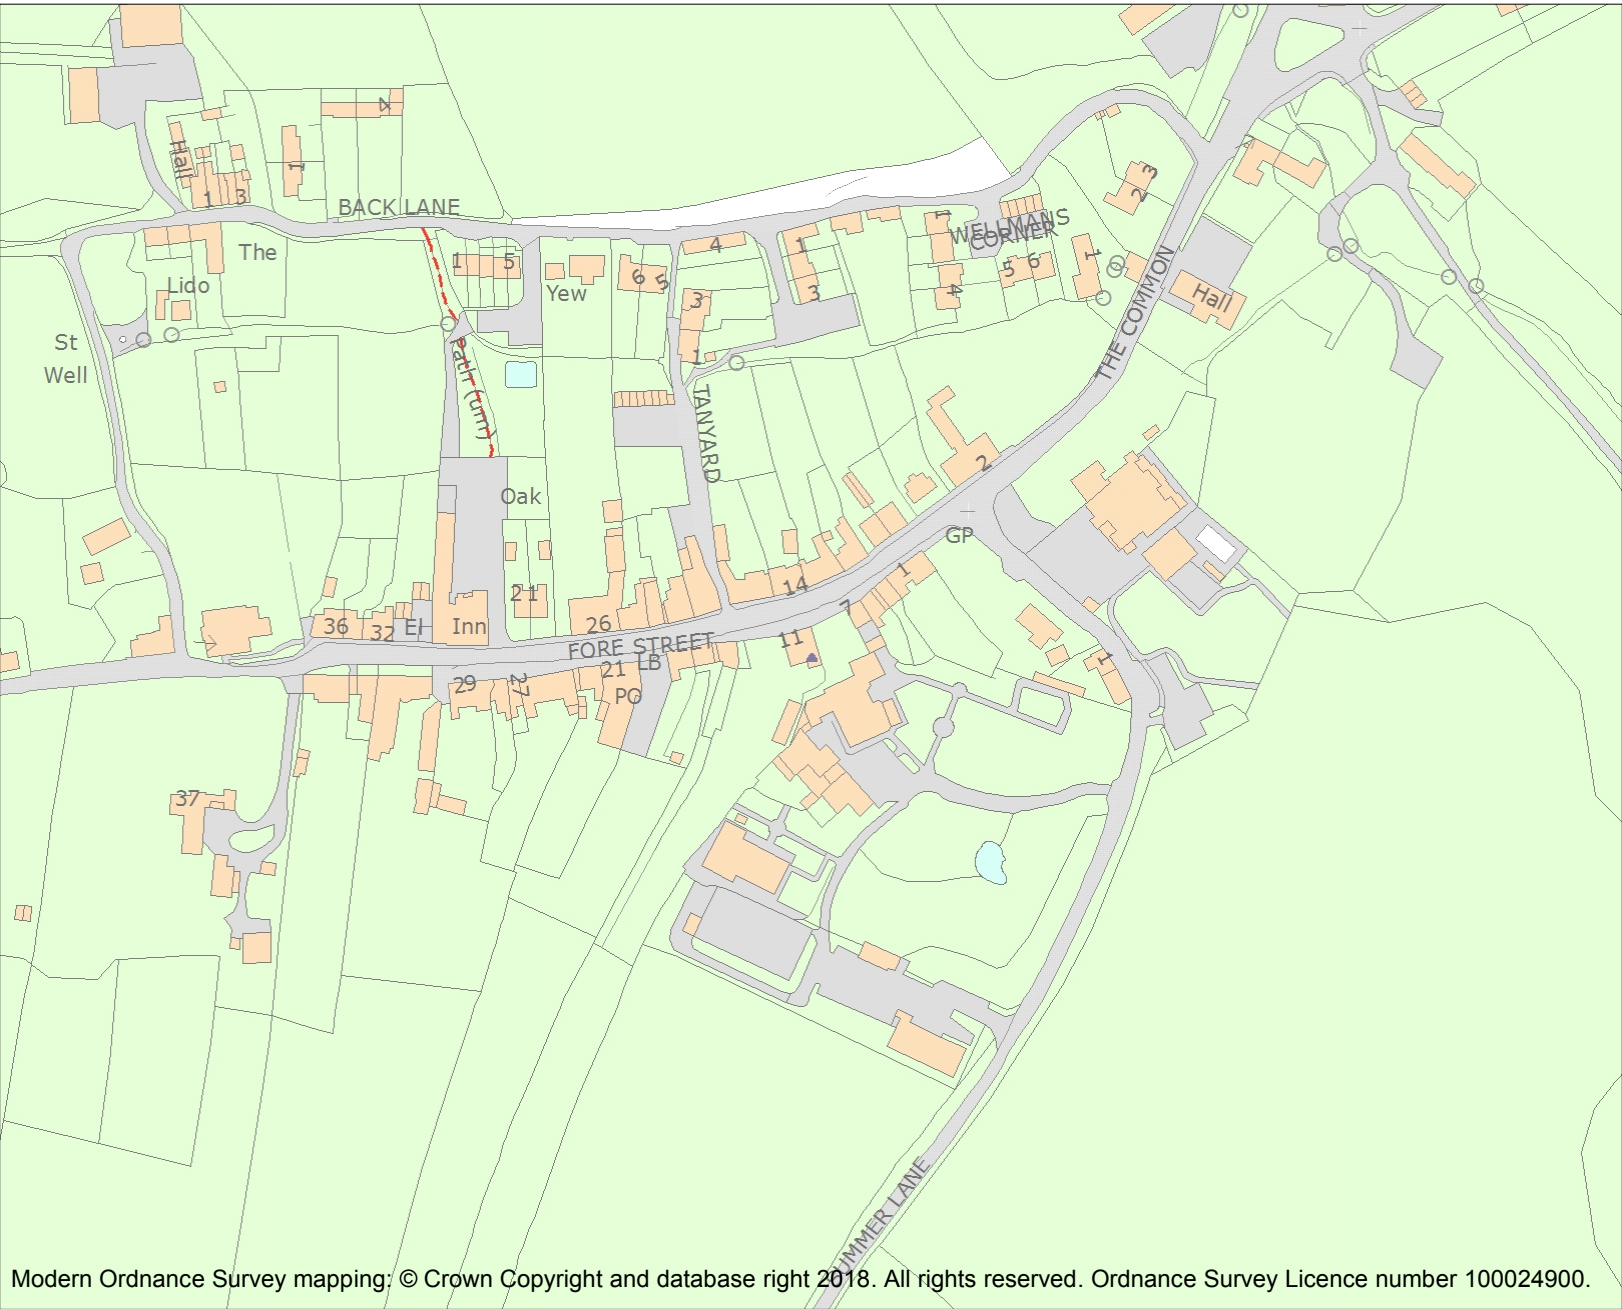 4
Hall
1
1
3
BACK LANE
The
Lido
St
Well
1
5
Yew
6
5
4
3
1
Path (um)
TANYARD
1
3
1
4
WELLMANS
CORNER
5
6
1
3
2
2
THE COMMON
Hall
Oak
2
GP
21
26
14
36
32
El
Inn
FORE STREET
7
1
11
21
LB
PO
29
27
1
37
SUMMER LANE
Modern Ordnance Survey mapping: © Crown Copyright and database right 2018. All rights reserved. Ordnance Survey Licence number 100024900.